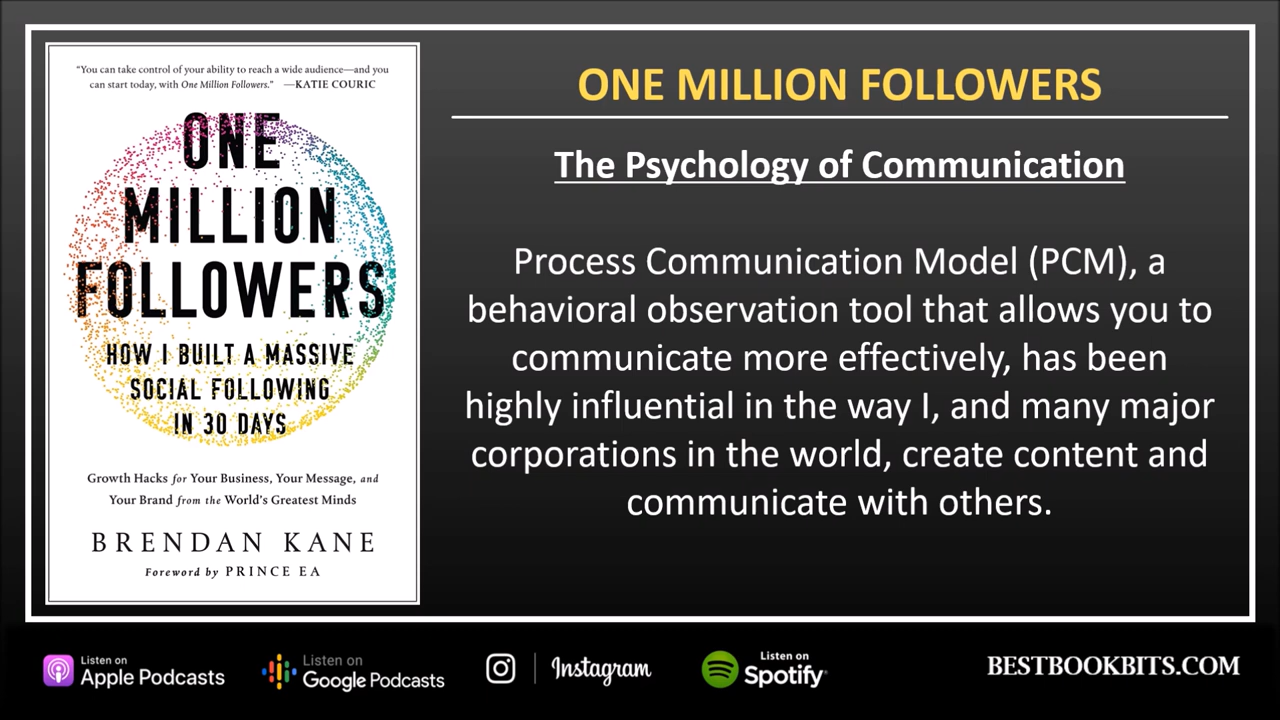 “You can take control of your ability to reach a wide audience—and you
can start today, with One Million Followers.” —KATIE COURIC
ONE
MILLION
FOLLOWERS
HOW I BUILT A MASSIVE
SOCIAL FOLLOWING
IN 30 DAYS
Growth Hacks for Your Business, Your Message, and
Your Brand from the World’s Greatest Minds
BRENDAN KANE
Foreword by PRINCE EA
ONE MILLION FOLLOWERS
The Psychology of Communication
Process Communication Model (PCM), a
behavioral observation tool that allows you to
communicate more effectively, has been
highly influential in the way I, and many major
corporations in the world, create content and
communicate with others.
Listen on
Apple Podcasts
Listen on
Google Podcasts
Instagram
Listen on
Spotify
BESTBOOKBITS.COM